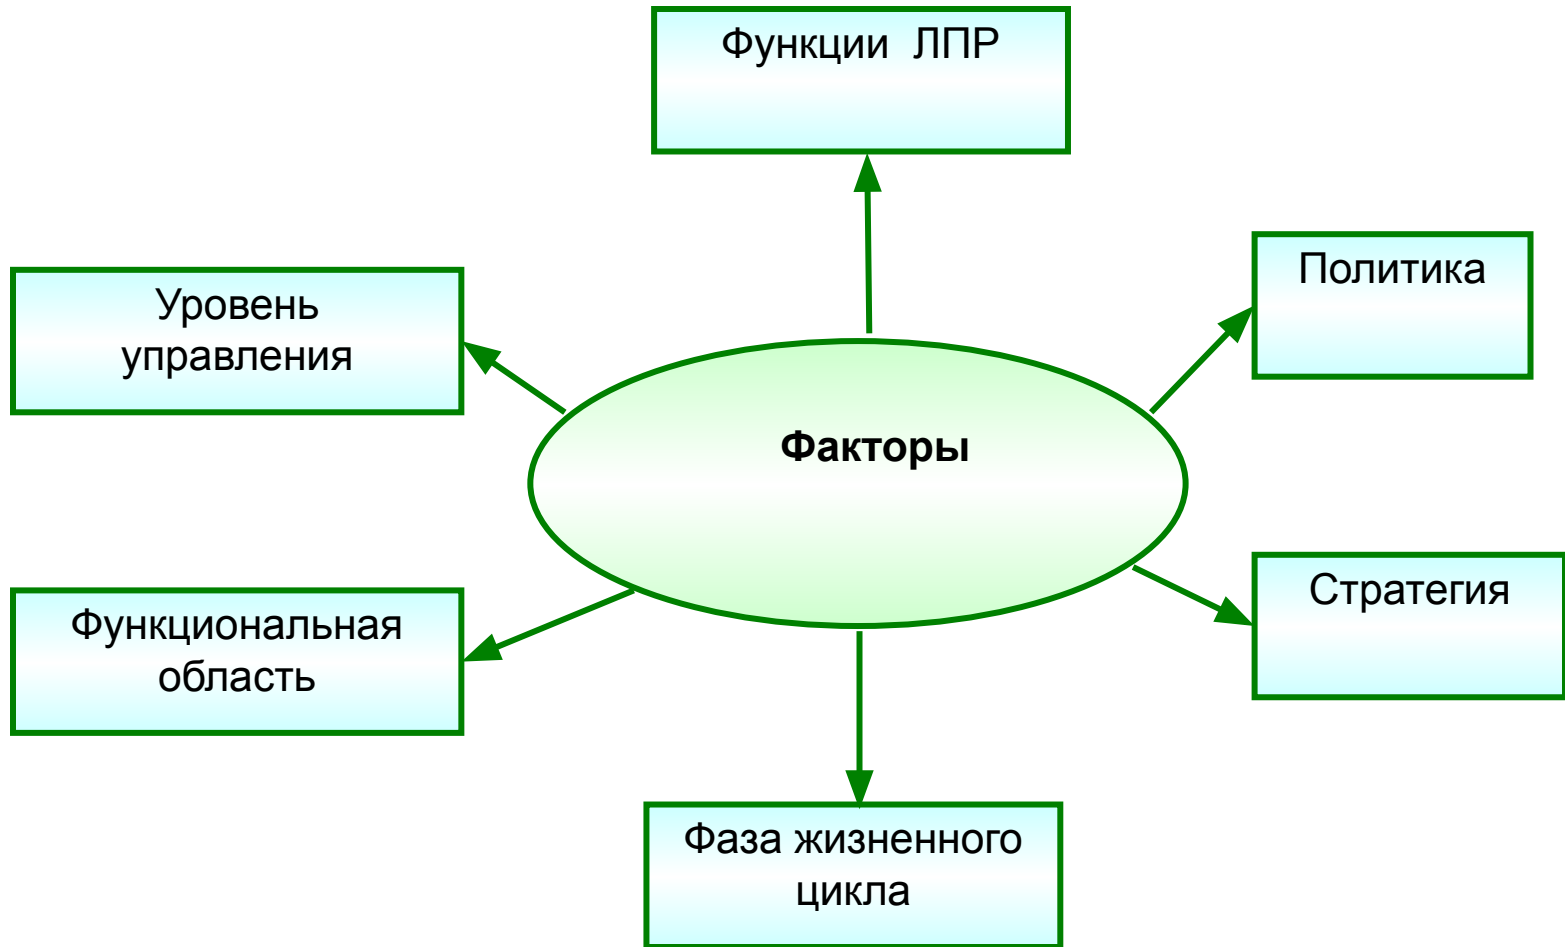 Функции ЛПР
Политика
Уровень
управления
Факторы
Стратегия
Функциональная
область
Фаза жизненного
цикла